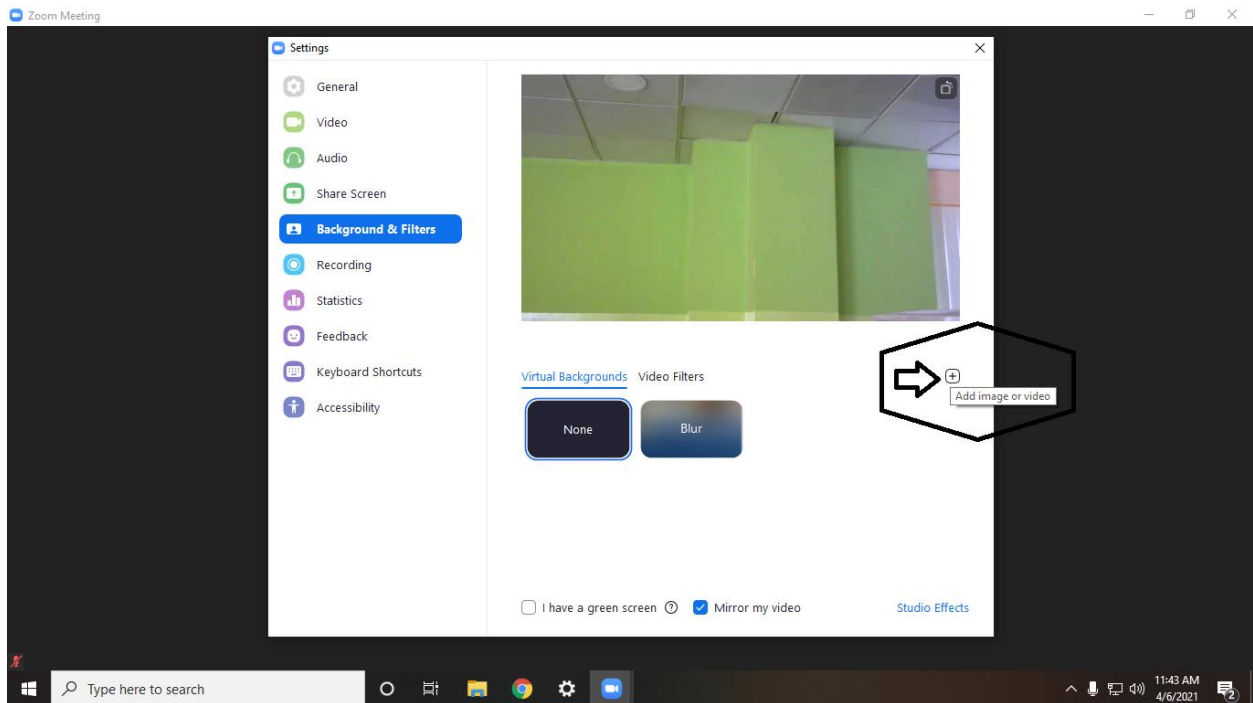 Zoom Meeting
Settings
General
Video
Audio
Share Screen
Background & Filters
Recording
Statistics
Feedback
Keyboard Shortcuts
Accessibility
Virtual Backgrounds Video Filters
Add image or video
None Blur
I have a green screen Mirror my video Studio Effects
Type here to search
11:43 AM
4/6/2021
2